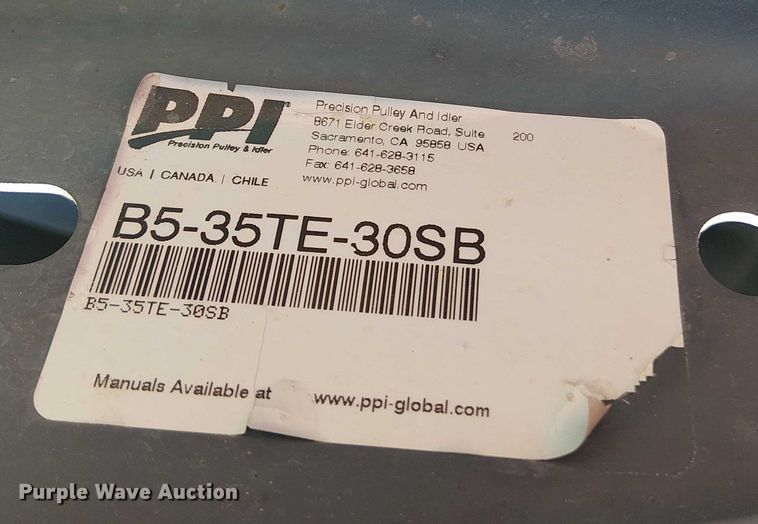 PPI®
Precision Pulley & Idler
USA | CANADA | CHILE
Precision Pulley And Idler
8671 Elder Creek Road, Suite 200
Sacramento, CA 95858 USA
Phone: 641-628-3115
Fax: 641-628-3658
www.ppi-global.com
B5-35TE-30SB
B5-35TE-30SB
Manuals Available at www.ppi-global.com
Purple Wave Auction